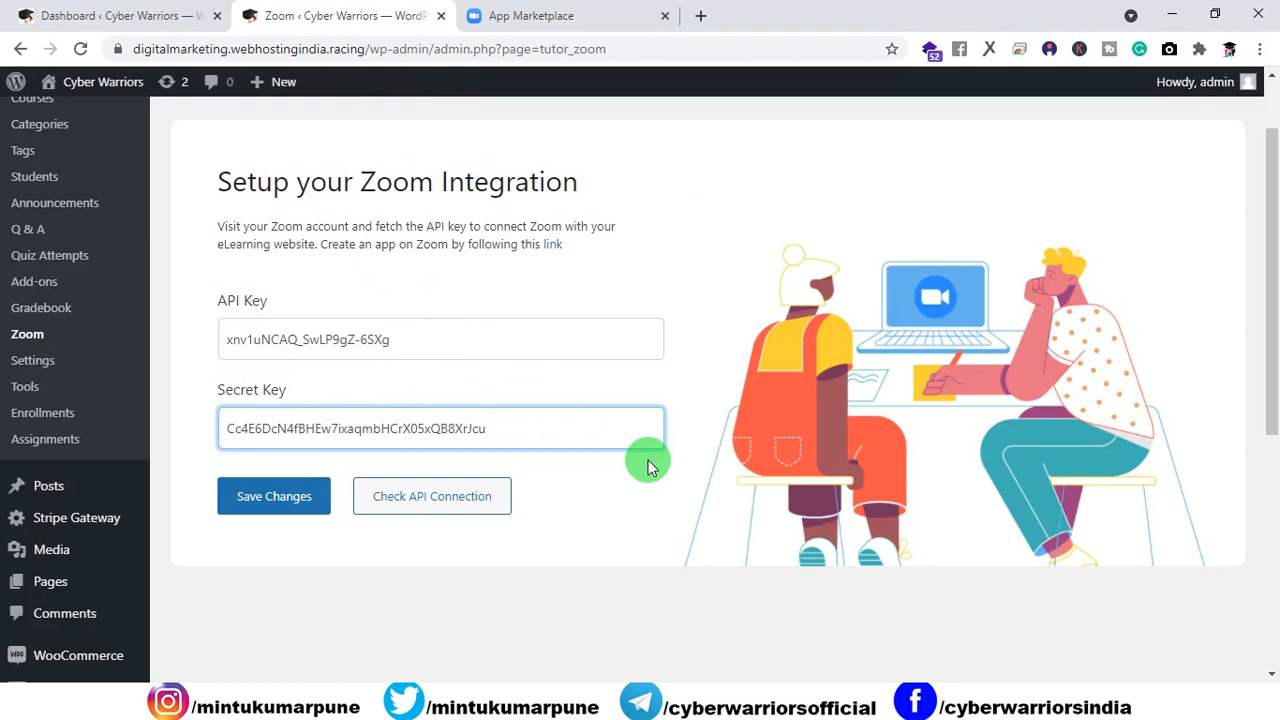 Dashboard ‹ Cyber Warriors — W
Zoom ‹ Cyber Warriors — WordP
App Marketplace
digitalmarketing.webhostingindia.racing/wp-admin/admin.php?page=tutor_zoom
52
Cyber Warriors
2
0
New
Howdy, admin
Courses
Categories
Tags
Students
Announcements
Q & A
Quiz Attempts
Add-ons
Gradebook
Zoom
Settings
Tools
Enrollments
Assignments
Posts
Stripe Gateway
Media
Pages
Comments
WooCommerce
Setup your Zoom Integration
Visit your Zoom account and fetch the API key to connect Zoom with your
eLearning website. Create an app on Zoom by following this link
API Key
xnv1uNCAQ_SwLP9gZ-6SXg
Secret Key
Cc4E6DcN4fBHEw7ixaqmbHCrX05xQB8XrJcu
Save Changes
Check API Connection
/mintukumarpune
/mintukumarpune
/cyberwarriorsofficial
/cyberwarriorsindia